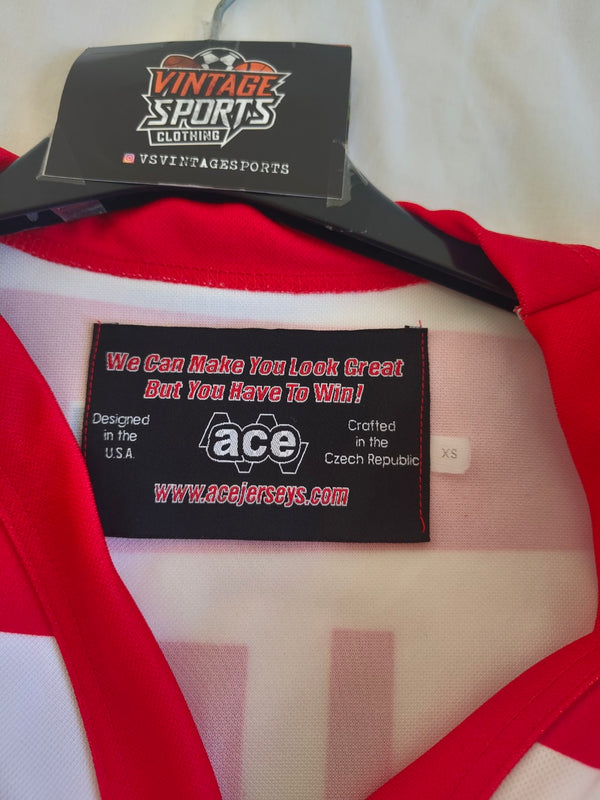 VINTAGE
SPORTS
CLOTHING
VSVINTAGESPORTS
We Can Make You Look Great
But You Have To Win!
Designed
in the
U.S.A.
ace
Crafted
in the
Czech Republic
www.acejerseys.com
XS